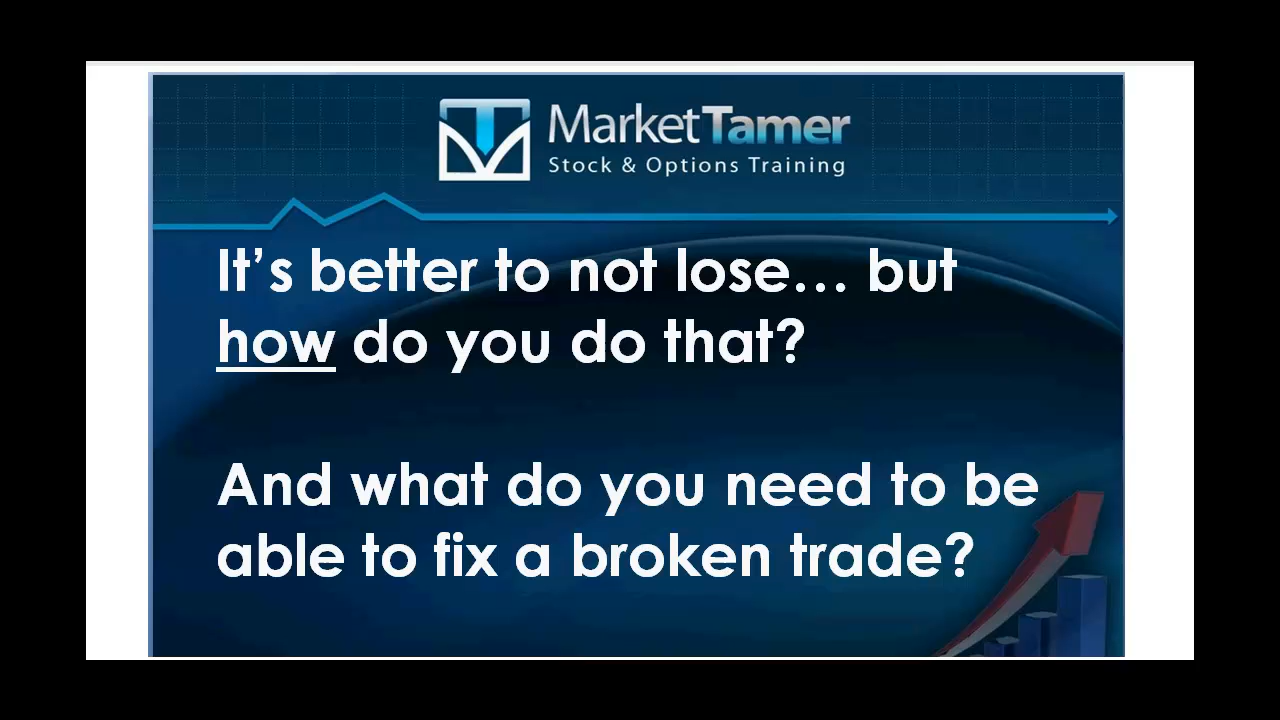 MarketTamer
Stock & Options Training
It’s better to not lose… but
how do you do that?
And what do you need to be
able to fix a broken trade?